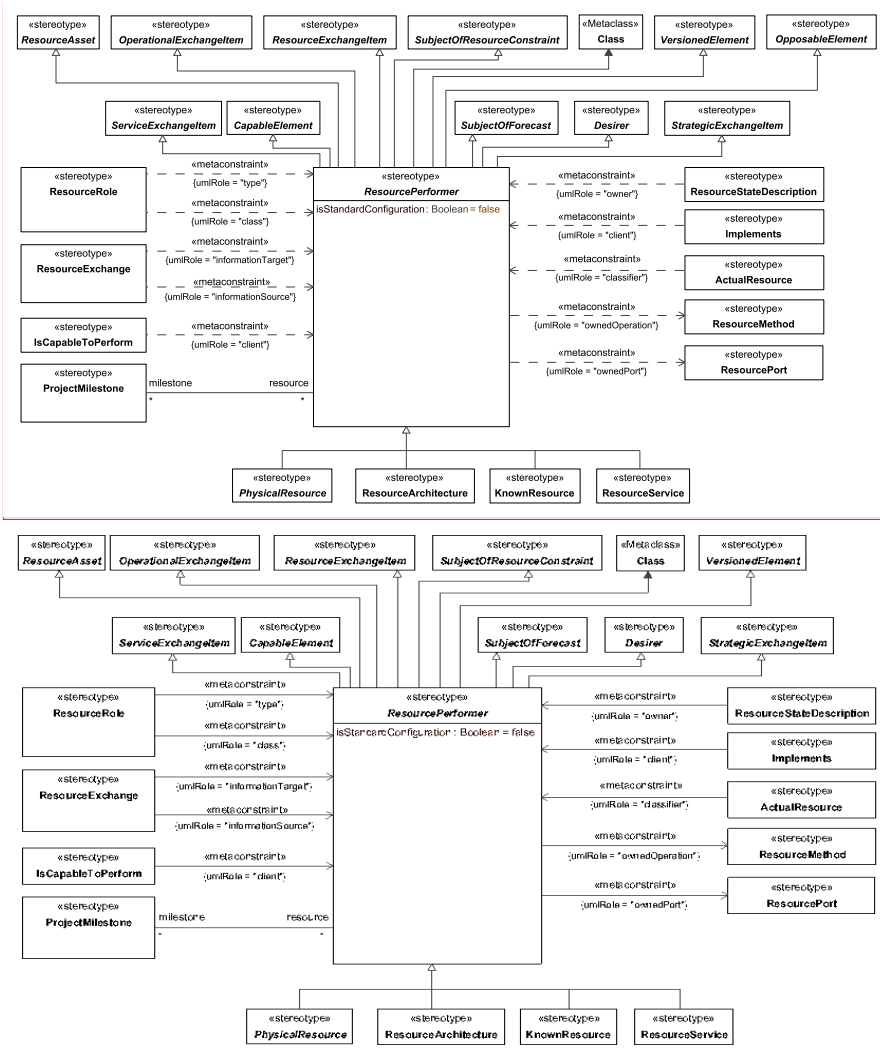 «stereotype» «stereotype» «stereotype» «stereotype» «Metaclass» «stereotype» «stereotype»
ResourceAsset OperationalExchangeItem ResourceExchangeItem SubjectOfResourceConstraint Class VersionedElement OpposableElement
«stereotype» «stereotype» «stereotype» «stereotype» «stereotype»
ServiceExchangeItem CapableElement SubjectOfForecast Desirer StrategicExchangeItem
«stereotype»
ResourceRole
«metaconstraint»
{umlRole = "type"}
«metaconstraint»
{umlRole = "class"}
«stereotype»
ResourceExchange
«metaconstraint»
{umlRole = "informationTarget"}
«metaconstraint»
{umlRole = "informationSource"}
«stereotype»
IsCapableToPerform
«metaconstraint»
{umlRole = "client"}
«stereotype»
ProjectMilestone
milestone resource
* *
«stereotype»
ResourcePerformer
isStandardConfiguration : Boolean = false
«metaconstraint»
{umlRole = "owner"}
«stereotype»
ResourceStateDescription
«metaconstraint»
{umlRole = "client"}
«stereotype»
Implements
«metaconstraint»
{umlRole = "classifier"}
«stereotype»
ActualResource
«metaconstraint»
{umlRole = "ownedOperation"}
«stereotype»
ResourceMethod
«metaconstraint»
{umlRole = "ownedPort"}
«stereotype»
ResourcePort
«stereotype» «stereotype» «stereotype» «stereotype»
PhysicalResource ResourceArchitecture KnownResource ResourceService
«stereotype» «stereotype» «stereotype» «stereotype» «Metaclass» «stereotype»
ResourceAsset OperationalExchangeItem ResourceExchangeItem SubjectOfResourceConstraint Class VersionedElement
«stereotype» «stereotype» «stereotype» «stereotype» «stereotype»
ServiceExchangeItem CapableElement SubjectOfForecast Desirer StrategicExchangeItem
«stereotype»
ResourceRole
«metaconstraint»
{umlRole = "type"}
«metaconstraint»
{umlRole = "class"}
«stereotype»
ResourceExchange
«metaconstraint»
{umlRole = "informationTarget"}
«metaconstraint»
{umlRole = "informationSource"}
«stereotype»
IsCapableToPerform
«metaconstraint»
{umlRole = "client"}
«stereotype»
ProjectMilestone
milestone resource
* *
«stereotype»
ResourcePerformer
isStandardConfiguration : Boolean = false
«metaconstraint»
{umlRole = "owner"}
«stereotype»
ResourceStateDescription
«metaconstraint»
{umlRole = "client"}
«stereotype»
Implements
«metaconstraint»
{umlRole = "classifier"}
«stereotype»
ActualResource
«metaconstraint»
{umlRole = "ownedOperation"}
«stereotype»
ResourceMethod
«metaconstraint»
{umlRole = "ownedPort"}
«stereotype»
ResourcePort
«stereotype» «stereotype» «stereotype» «stereotype»
PhysicalResource ResourceArchitecture KnownResource ResourceService